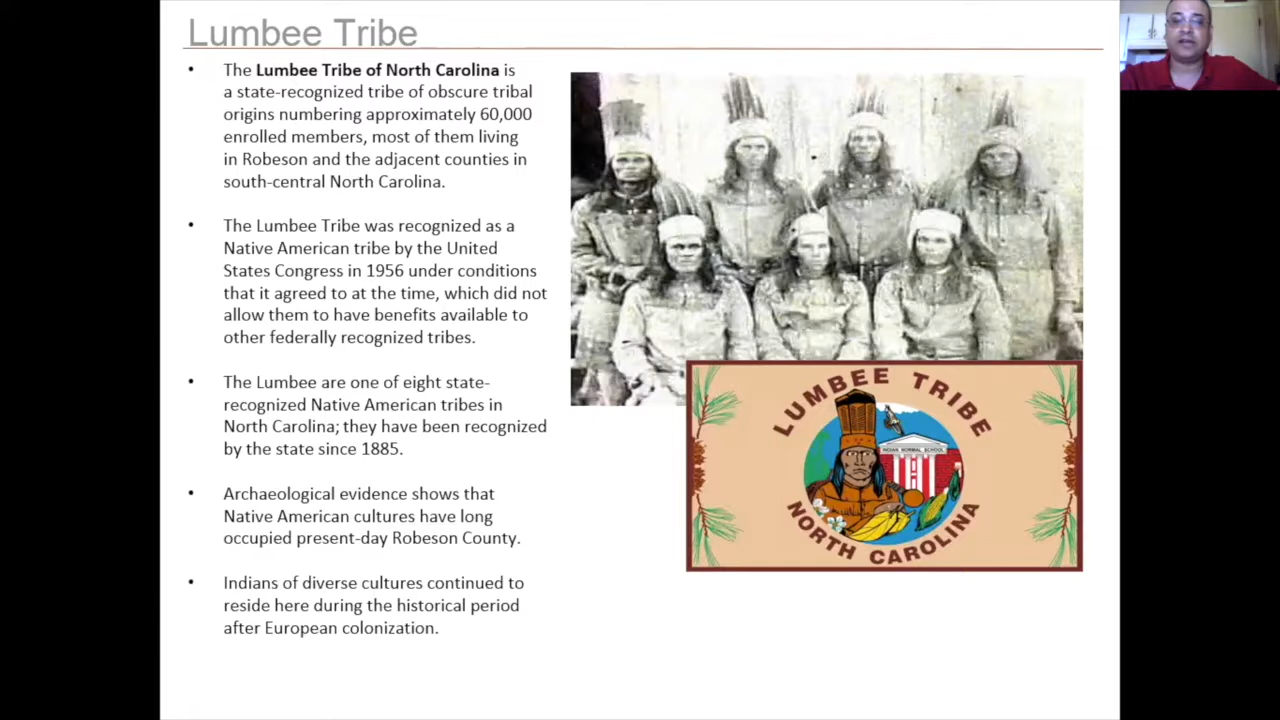 Lumbee Tribe
• The Lumbee Tribe of North Carolina is
a state-recognized tribe of obscure tribal
origins numbering approximately 60,000
enrolled members, most of them living
in Robeson and the adjacent counties in
south-central North Carolina.
• The Lumbee Tribe was recognized as a
Native American tribe by the United
States Congress in 1956 under conditions
that it agreed to at the time, which did not
allow them to have benefits available to
other federally recognized tribes.
• The Lumbee are one of eight state-
recognized Native American tribes in
North Carolina; they have been recognized
by the state since 1885.
• Archaeological evidence shows that
Native American cultures have long
occupied present-day Robeson County.
• Indians of diverse cultures continued to
reside here during the historical period
after European colonization.
LUMBEE TRIBE
INDIAN NORMAL SCHOOL
NORTH CAROLINA